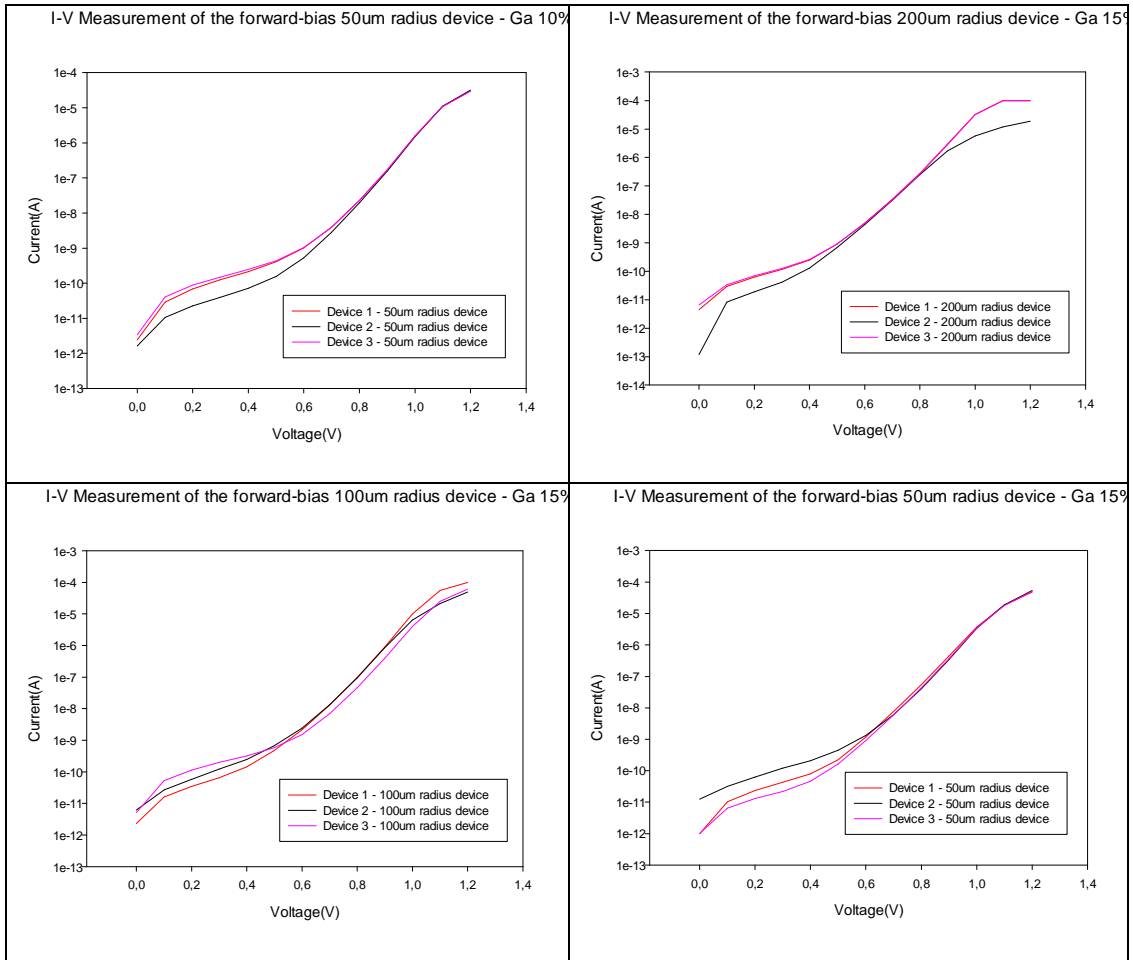 I-V Measurement of the forward-bias 50um radius device - Ga 10%
1e-4
1e-5
1e-6
1e-7
1e-8
1e-9
1e-10
1e-11
1e-12
1e-13
Current(A)
Device 1 - 50um radius device
Device 2 - 50um radius device
Device 3 - 50um radius device
0,0 0,2 0,4 0,6 0,8 1,0 1,2 1,4
Voltage(V)
I-V Measurement of the forward-bias 200um radius device - Ga 15%
1e-3
1e-4
1e-5
1e-6
1e-7
1e-8
1e-9
1e-10
1e-11
1e-12
1e-13
1e-14
Current(A)
Device 1 - 200um radius device
Device 2 - 200um radius device
Device 3 - 200um radius device
0,0 0,2 0,4 0,6 0,8 1,0 1,2 1,4
Voltage(V)
I-V Measurement of the forward-bias 100um radius device - Ga 15%
1e-3
1e-4
1e-5
1e-6
1e-7
1e-8
1e-9
1e-10
1e-11
1e-12
1e-13
Current(A)
Device 1 - 100um radius device
Device 2 - 100um radius device
Device 3 - 100um radius device
0,0 0,2 0,4 0,6 0,8 1,0 1,2 1,4
Voltage(V)
I-V Measurement of the forward-bias 50um radius device - Ga 15%
1e-3
1e-4
1e-5
1e-6
1e-7
1e-8
1e-9
1e-10
1e-11
1e-12
1e-13
Current(A)
Device 1 - 50um radius device
Device 2 - 50um radius device
Device 3 - 50um radius device
0,0 0,2 0,4 0,6 0,8 1,0 1,2 1,4
Voltage(V)